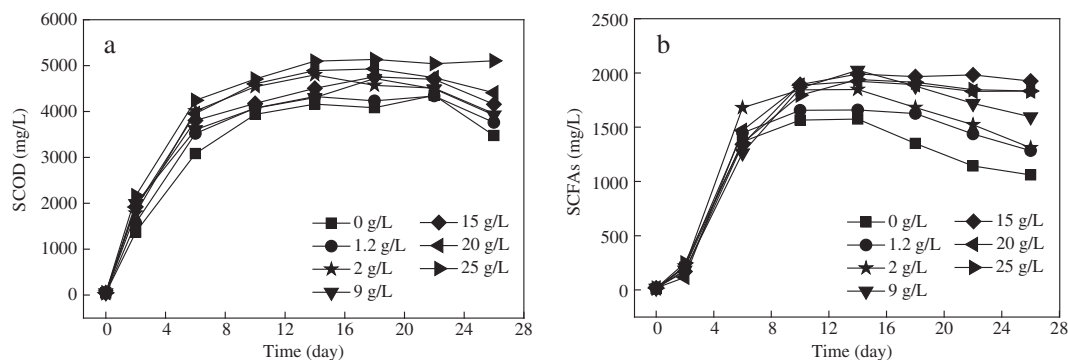 a
SCOD (mg/L)
6000
5000
4000
3000
2000
1000
0
0 g/L
1.2 g/L
2 g/L
9 g/L
15 g/L
20 g/L
25 g/L
0 4 8 12 16 20 24 28
Time (day)
b
SCFAs (mg/L)
2500
2000
1500
1000
500
0
0 g/L
1.2 g/L
2 g/L
9 g/L
15 g/L
20 g/L
25 g/L
0 4 8 12 16 20 24 28
Time (day)